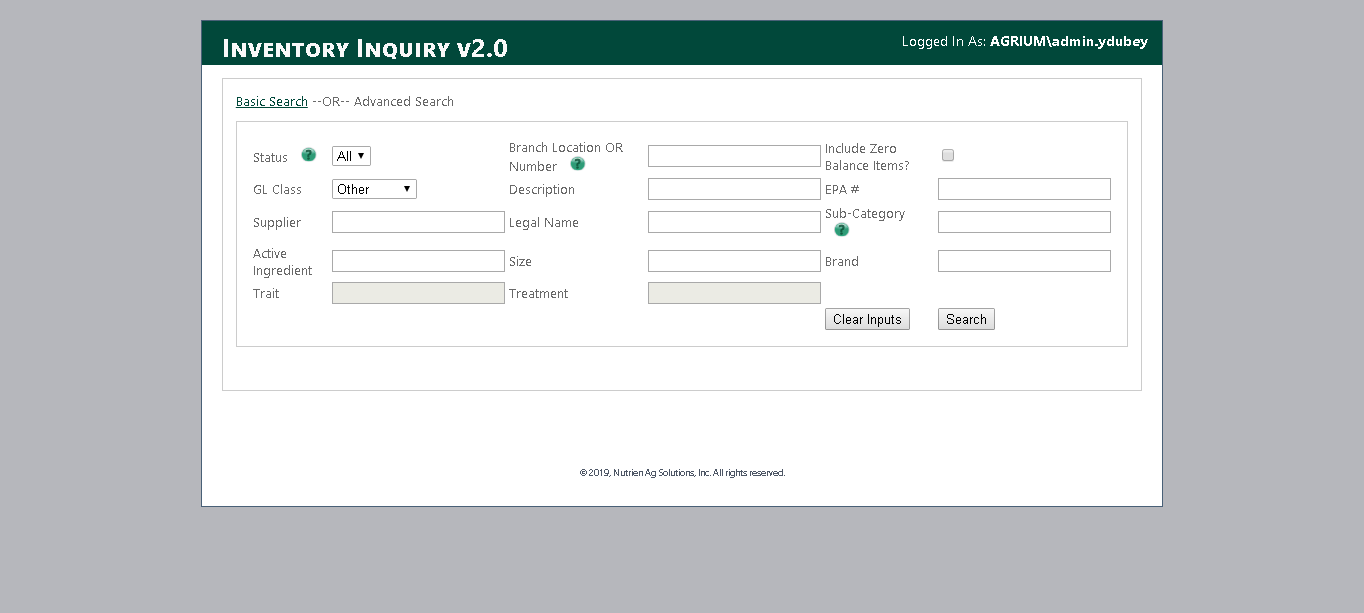 INVENTORY INQUIRY V2.0
Logged In As: AGRIUM\admin.ydubey
Basic Search --OR-- Advanced Search
Status ? All ▼
Branch Location OR
Number ?
Include Zero
Balance Items?
GL Class Other ▼
Description
EPA #
Supplier
Legal Name
Sub-Category
?
Active
Ingredient
Size
Brand
Trait
Treatment
Clear Inputs
Search
© 2019, Nutrien Ag Solutions, Inc. All rights reserved.